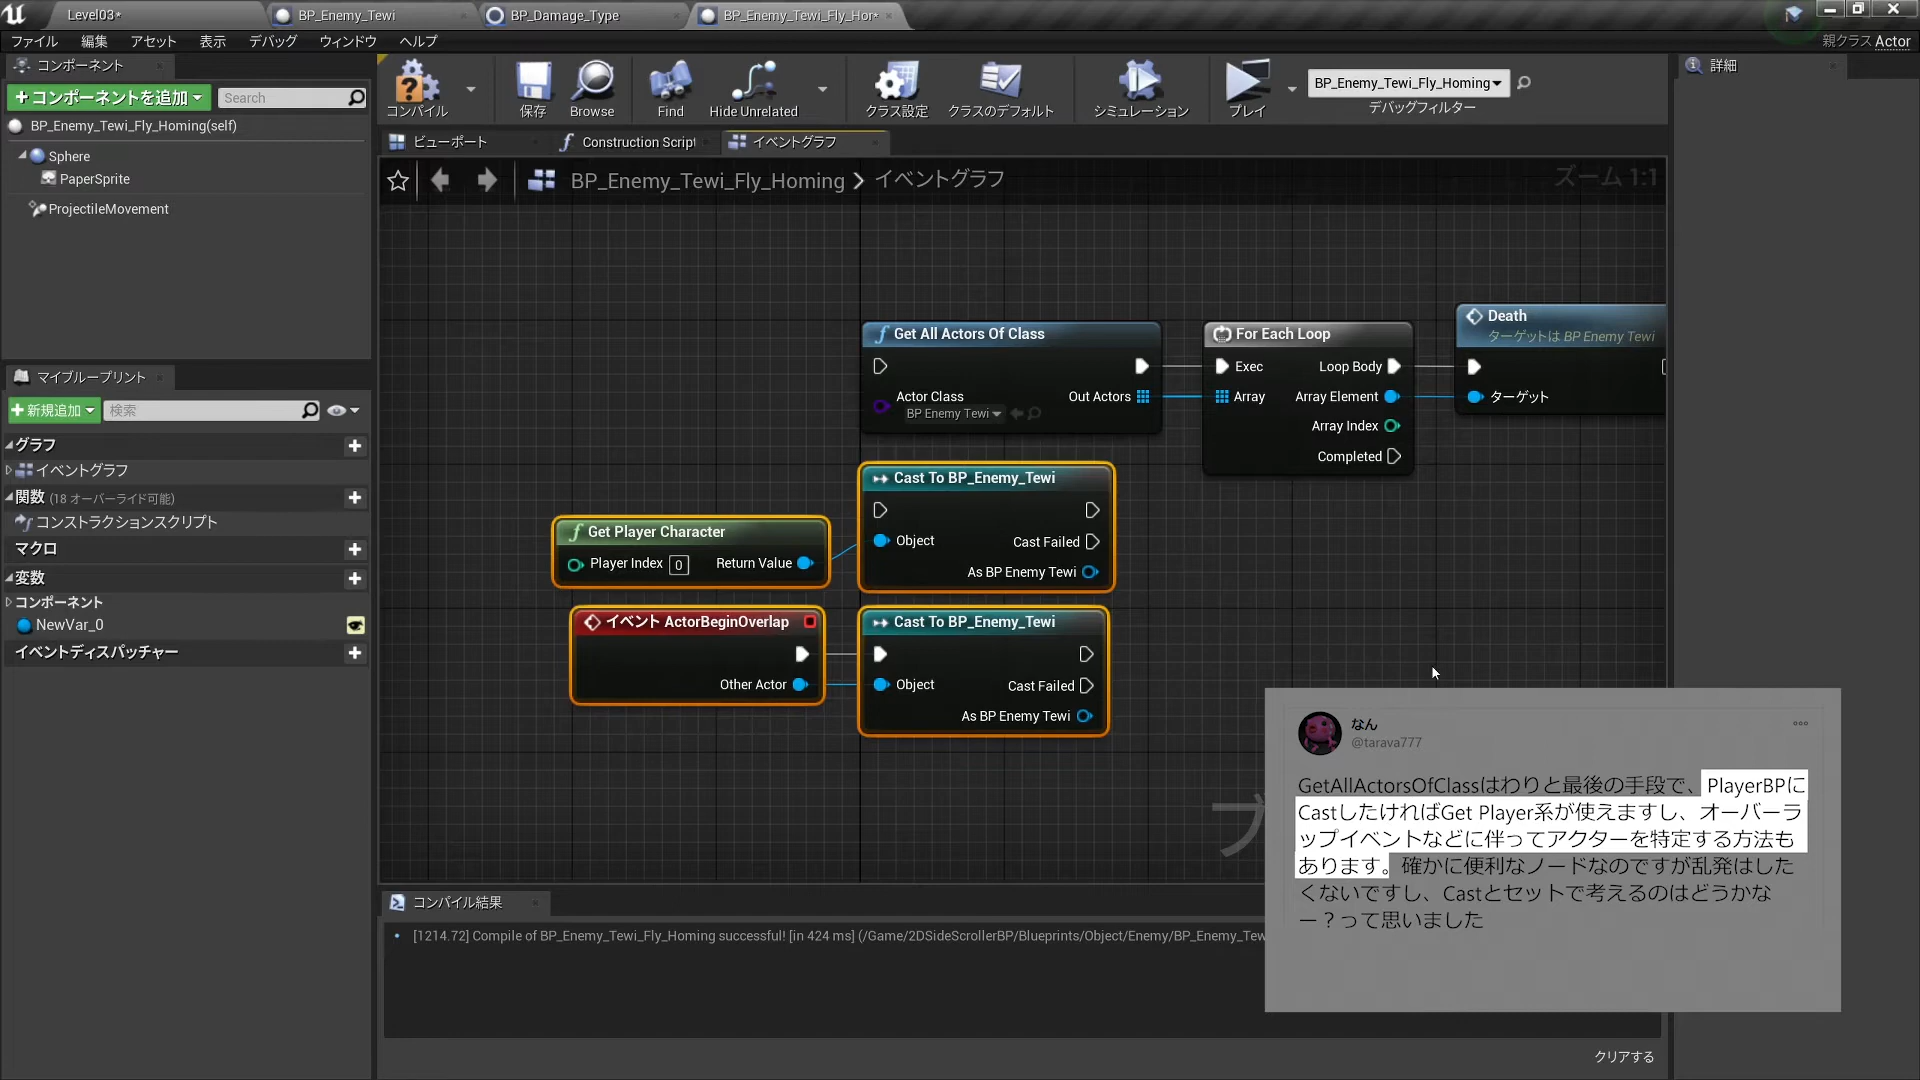 Level03*
BP_Enemy_Tewi
BP_Damage_Type
BP_Enemy_Tewi_Fly_Hor*
ファイル 編集 アセット 表示 デバッグ ウィンドウ ヘルプ
親クラス Actor
コンポーネント
+コンポーネントを追加
Search
BP_Enemy_Tewi_Fly_Homing(self)
Sphere
PaperSprite
ProjectileMovement
コンパイル
保存
Browse
Find
Hide Unrelated
クラス設定
クラスのデフォルト
シミュレーション
プレイ
BP_Enemy_Tewi_Fly_Homing
デバッグフィルター
詳細
ビューポート
Construction Script
イベントグラフ
BP_Enemy_Tewi_Fly_Homing > イベントグラフ
ズーム 1:1
マイブループリント
+新規追加
検索
グラフ
イベントグラフ
関数 (18 オーバーライド可能)
コンストラクションスクリプト
マクロ
変数
コンポーネント
NewVar_0
イベントディスパッチャー
Get All Actors Of Class
Actor Class
BP Enemy Tewi
Out Actors
For Each Loop
Exec
Loop Body
Array
Array Element
Array Index
Completed
Death
ターゲットは BP Enemy Tewi
ターゲット
Get Player Character
Player Index 0
Return Value
Cast To BP_Enemy_Tewi
Object
Cast Failed
As BP Enemy Tewi
イベント ActorBeginOverlap
Other Actor
Cast To BP_Enemy_Tewi
Object
Cast Failed
As BP Enemy Tewi
ブ
なん
@tarava777
GetAllActorsOfClassはわりと最後の手段で、PlayerBPに
CastしたければGet Player系が使えますし、オーバーラ
ップイベントなどに伴ってアクターを特定する方法も
あります。確かに便利なノードなのですが乱発はした
くないですし、Castとセットで考えるのはどうかな
ー？って思いました
コンパイル結果
[1214.72] Compile of BP_Enemy_Tewi_Fly_Homing successful! [in 424 ms] (/Game/2DSideScrollerBP/Blueprints/Object/Enemy/BP_Enemy_Tew
クリアする